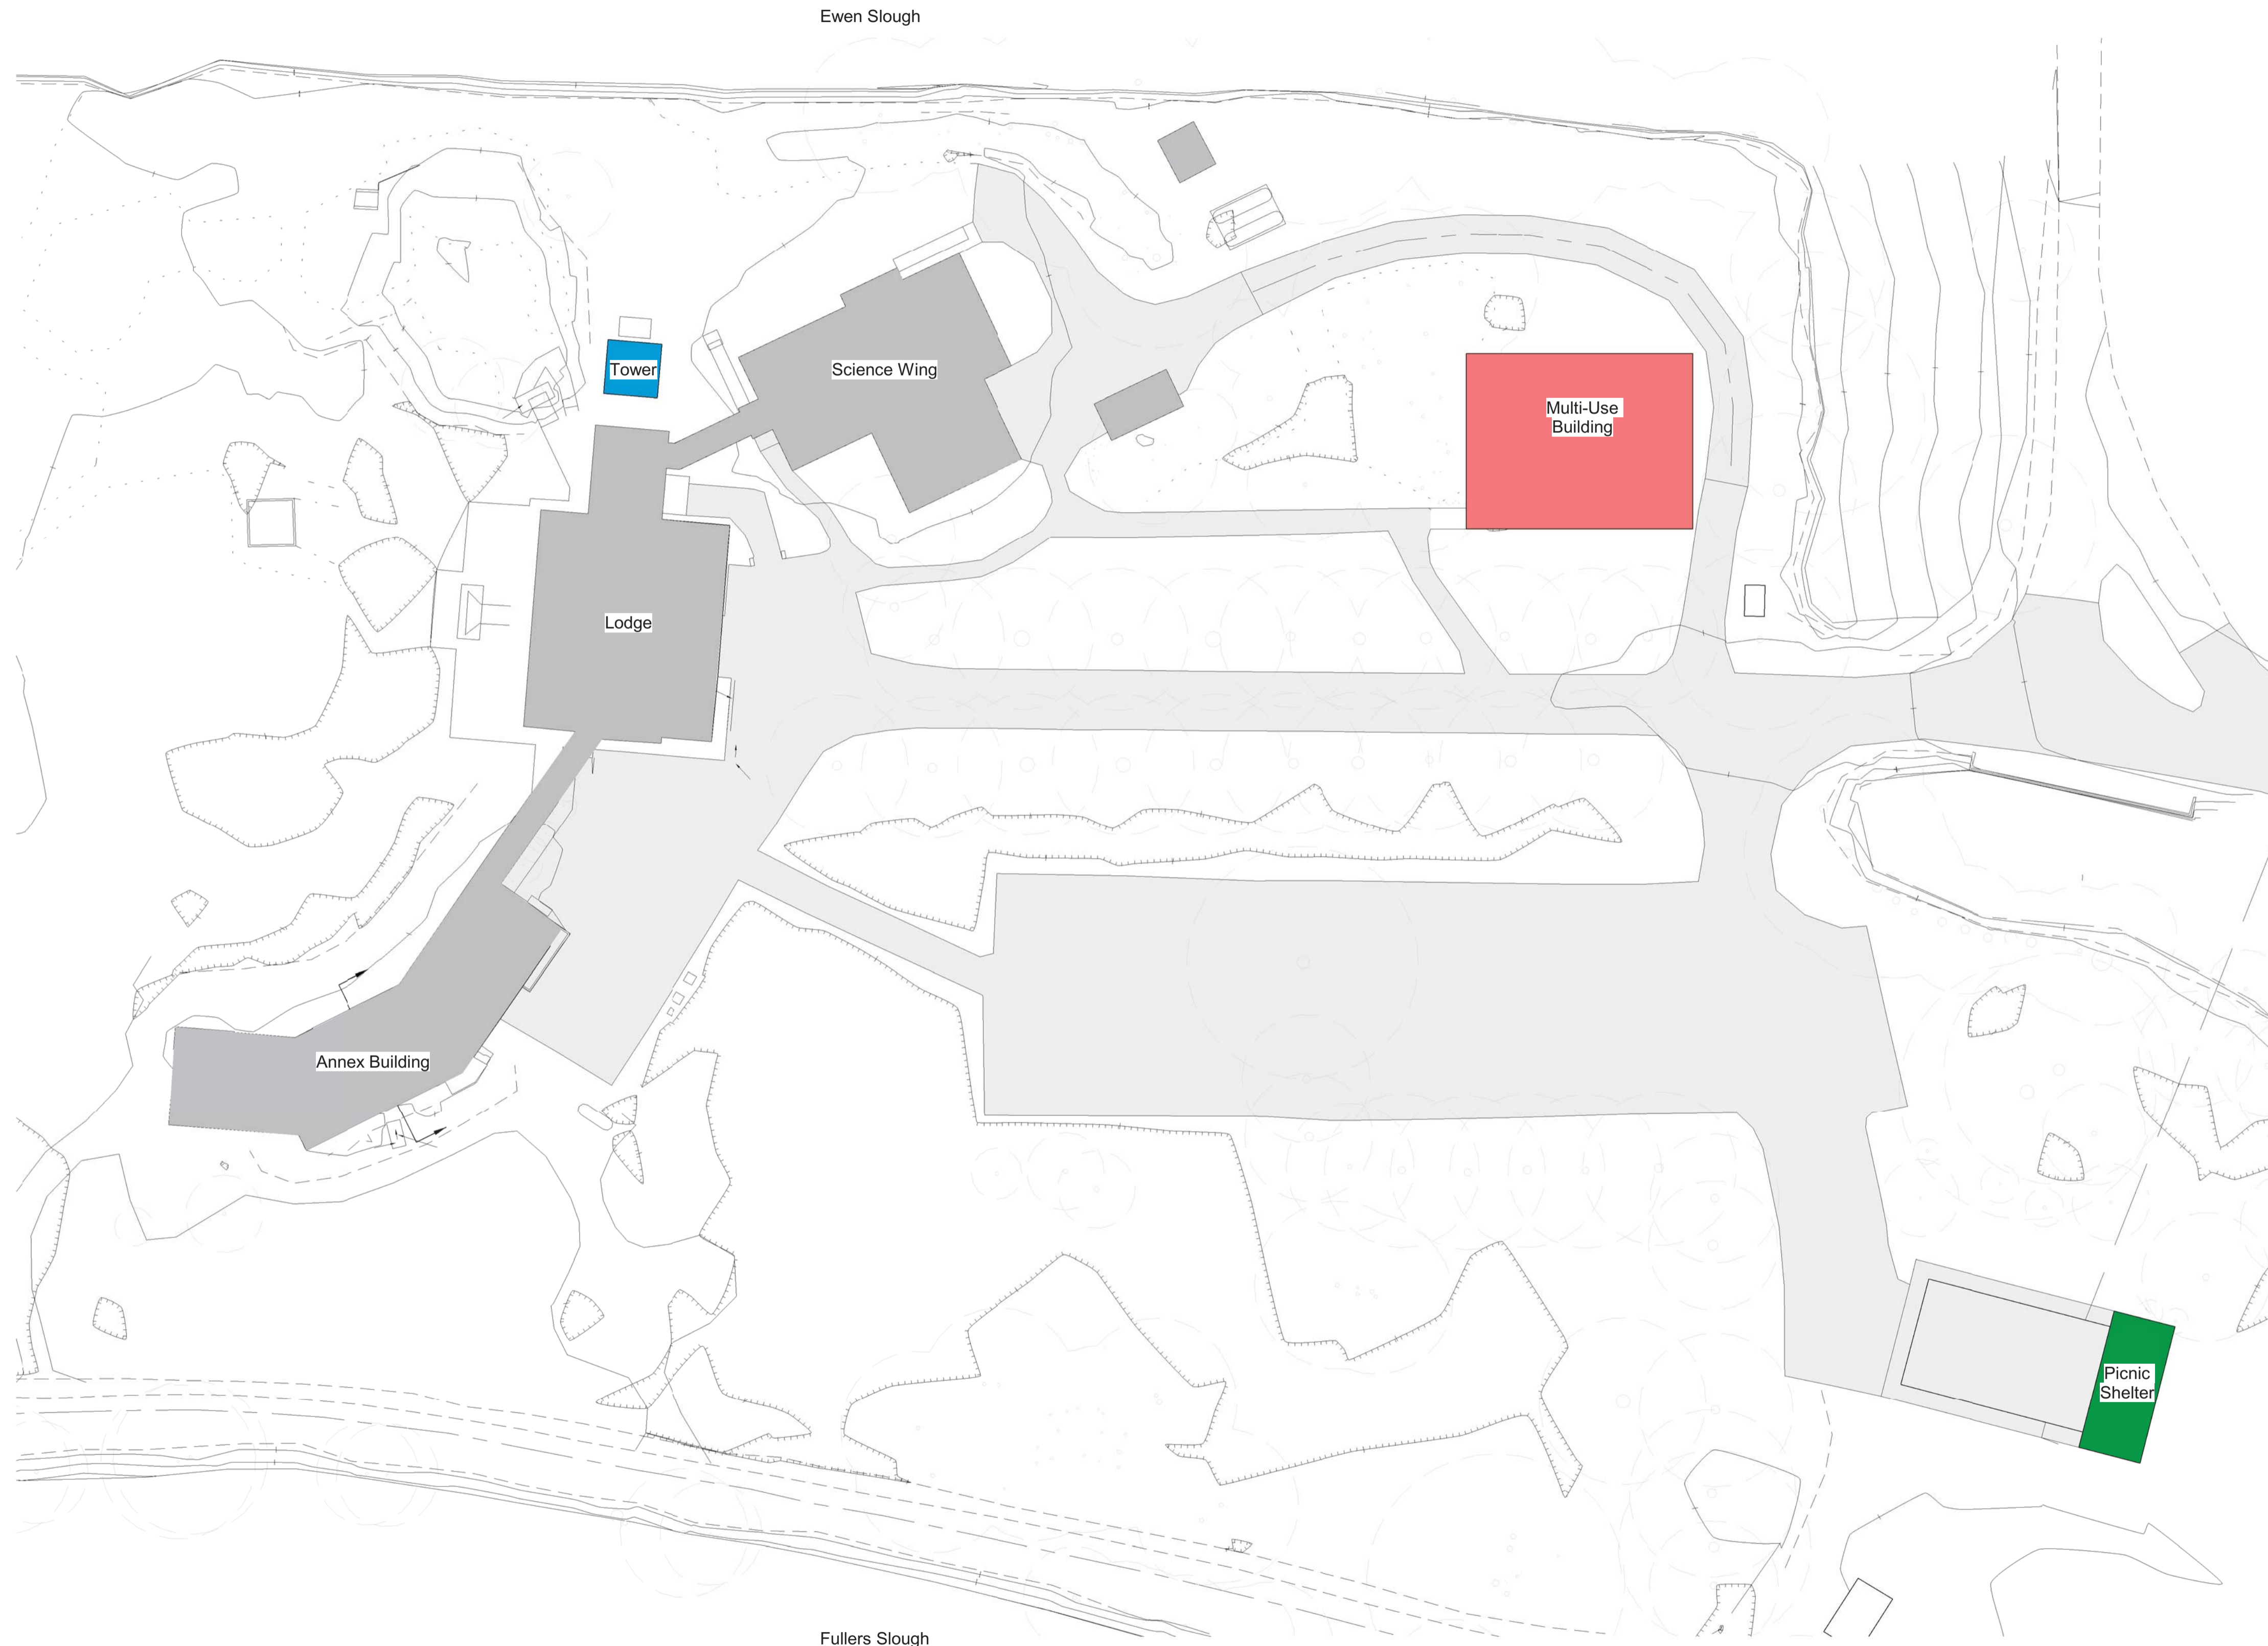 Ewen Slough
Tower
Science Wing
Multi-Use
Building
Lodge
Annex Building
Picnic
Shelter
Fullers Slough